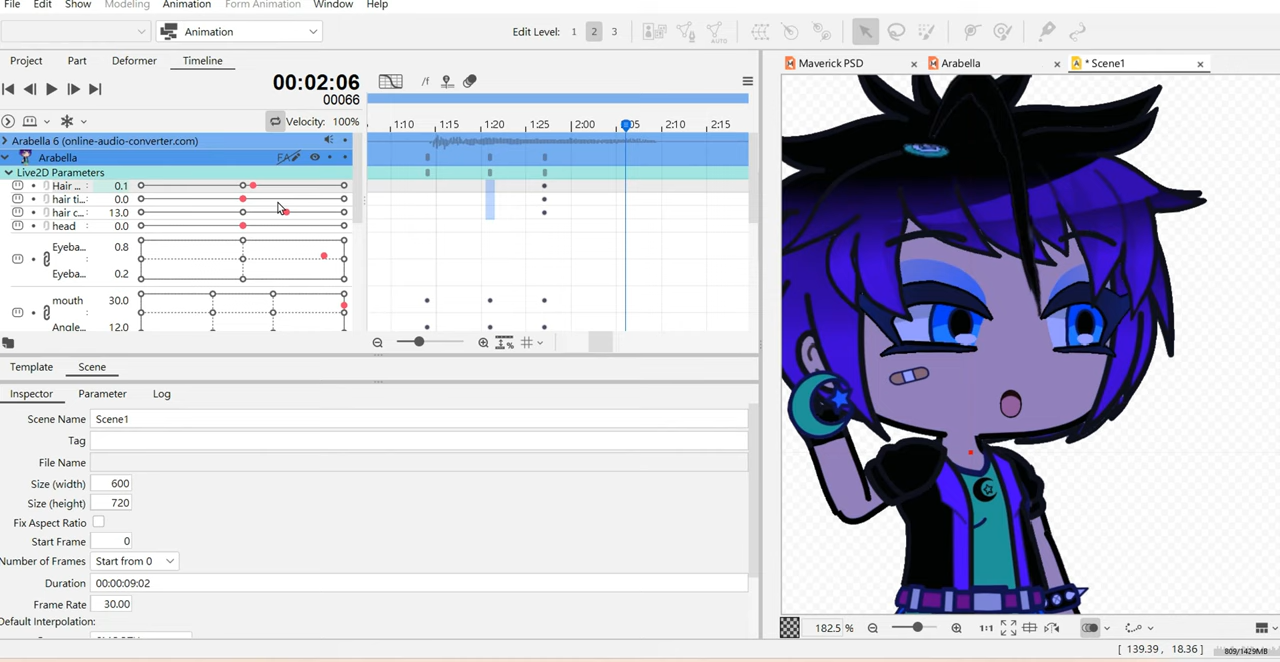 File Edit Show Modeling Animation Form Animation Window Help
Animation
Edit Level: 1 2 3
AUTO
Project Part Deformer Timeline
00:02:06
00066
Maverick PSD
Arabella
* Scene1
Velocity: 100%
1:10 1:15 1:20 1:25 2:00 2:10 2:15
Arabella 6 (online-audio-converter.com)
Arabella
Live2D Parameters
Hair ... : 0.1
hair ti... : 0.0
hair c... : 13.0
head : 0.0
Eyeba... 0.8
Eyeba... 0.2
mouth 30.0
Angle... 12.0
Template Scene
Inspector Parameter Log
Scene Name Scene1
Tag
File Name
Size (width) 600
Size (height) 720
Fix Aspect Ratio
Start Frame 0
Number of Frames Start from 0
Duration 00:00:09:02
Frame Rate 30.00
Default Interpolation:
182.5 %
1:1
[ 139.39, 18.36 ]
809/1429MB